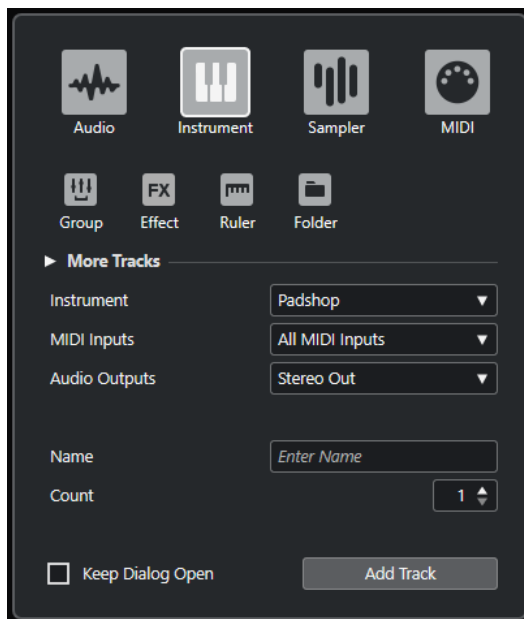 Audio Instrument Sampler MIDI
FX
Group Effect Ruler Folder
More Tracks
Instrument Padshop
MIDI Inputs All MIDI Inputs
Audio Outputs Stereo Out
Name Enter Name
Count 1
Keep Dialog Open Add Track